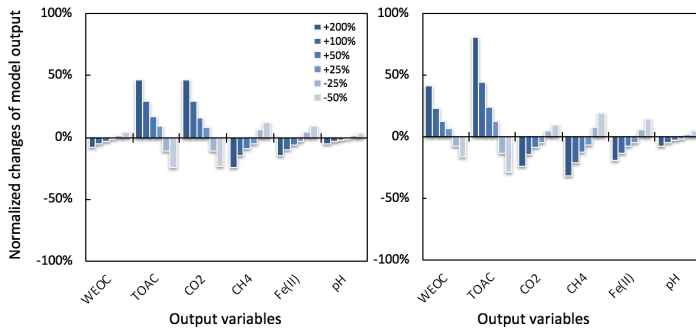 Normalized changes of model output
100%
50%
0%
-50%
-100%
+200%
+100%
+50%
+25%
-25%
-50%
WEOC
TOAC
CO2
CH4
Fe(II)
pH
Output variables
100%
50%
0%
-50%
-100%
WEOC
TOAC
CO2
CH4
Fe(II)
pH
Output variables